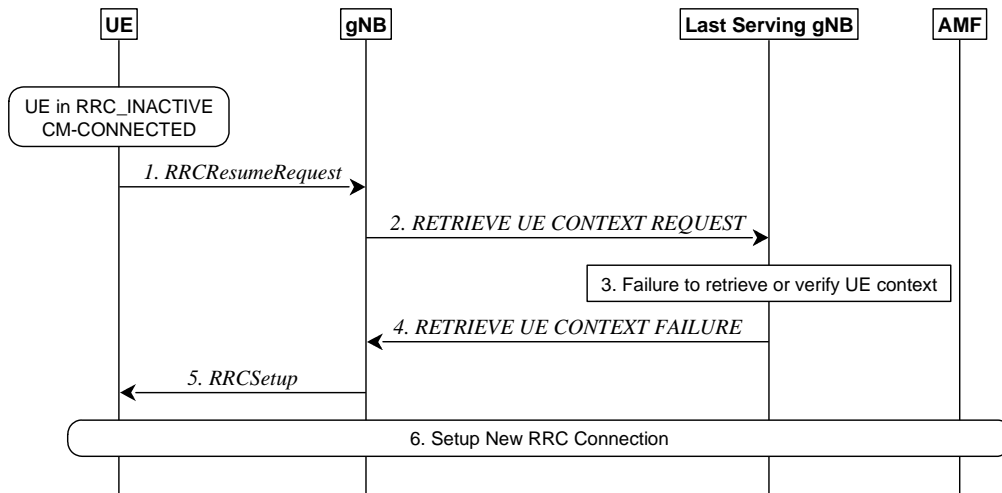 UE
gNB
Last Serving gNB
AMF
UE in RRC_INACTIVE
CM-CONNECTED
1. RRCResumeRequest
2. RETRIEVE UE CONTEXT REQUEST
3. Failure to retrieve or verify UE context
4. RETRIEVE UE CONTEXT FAILURE
5. RRCSetup
6. Setup New RRC Connection